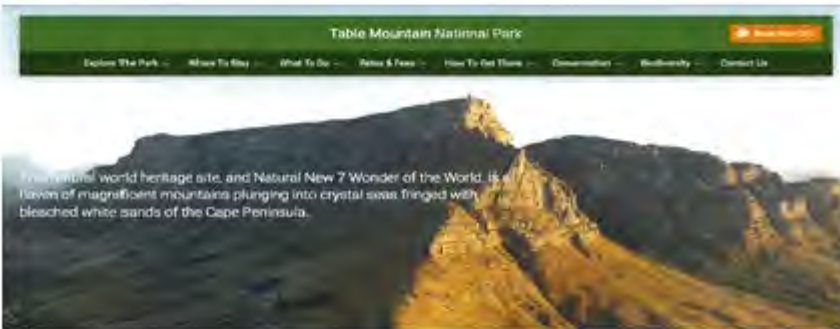 Table Mountain National Park
Explore The Park Where To Stay What To Do Rates & Fees How To Get There Conservation Biodiversity Contact Us
world heritage site, and Natural New 7 Wonder of the World, is a
haven of magnificent mountains plunging into crystal seas fringed with
bleached white sands of the Cape Peninsula.